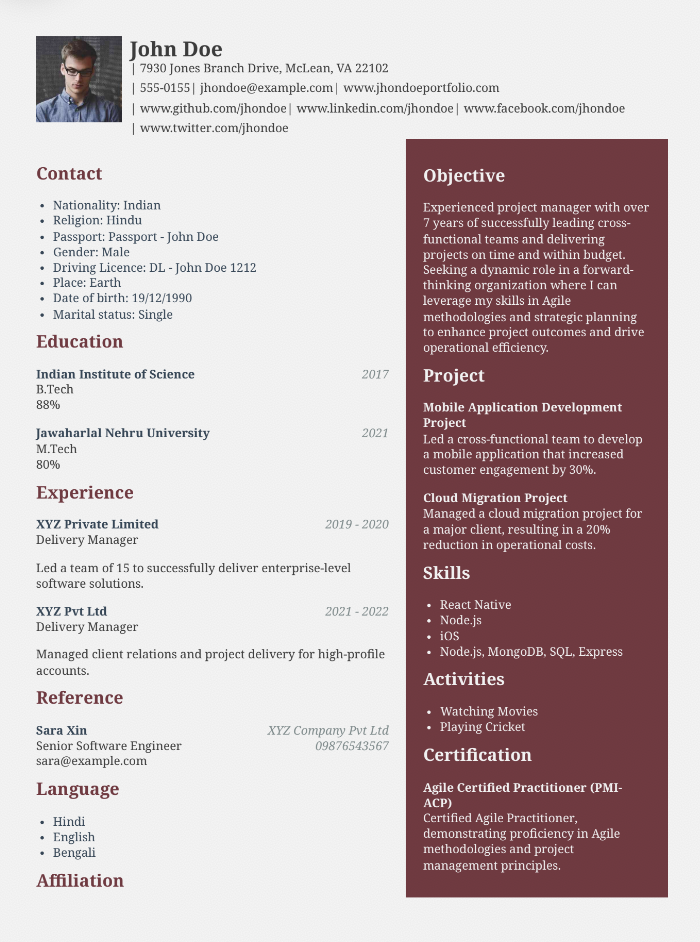 John Doe
| 7930 Jones Branch Drive, McLean, VA 22102
| 555-0155| jhondoe@example.com| www.jhondoeportfolio.com
| www.github.com/jhondoe| www.linkedin.com/jhondoe| www.facebook.com/jhondoe
| www.twitter.com/jhondoe
Contact
• Nationality: Indian
• Religion: Hindu
• Passport: Passport - John Doe
• Gender: Male
• Driving Licence: DL - John Doe 1212
• Place: Earth
• Date of birth: 19/12/1990
• Marital status: Single
Education
Indian Institute of Science 2017
B.Tech
88%
Jawaharlal Nehru University 2021
M.Tech
80%
Experience
XYZ Private Limited 2019 - 2020
Delivery Manager
Led a team of 15 to successfully deliver enterprise-level
software solutions.
XYZ Pvt Ltd 2021 - 2022
Delivery Manager
Managed client relations and project delivery for high-profile
accounts.
Reference
Sara Xin XYZ Company Pvt Ltd
Senior Software Engineer 09876543567
sara@example.com
Language
• Hindi
• English
• Bengali
Affiliation
Objective
Experienced project manager with over
7 years of successfully leading cross-
functional teams and delivering
projects on time and within budget.
Seeking a dynamic role in a forward-
thinking organization where I can
leverage my skills in Agile
methodologies and strategic planning
to enhance project outcomes and drive
operational efficiency.
Project
Mobile Application Development
Project
Led a cross-functional team to develop
a mobile application that increased
customer engagement by 30%.
Cloud Migration Project
Managed a cloud migration project for
a major client, resulting in a 20%
reduction in operational costs.
Skills
• React Native
• Node.js
• iOS
• Node.js, MongoDB, SQL, Express
Activities
• Watching Movies
• Playing Cricket
Certification
Agile Certified Practitioner (PMI-
ACP)
Certified Agile Practitioner,
demonstrating proficiency in Agile
methodologies and project
management principles.